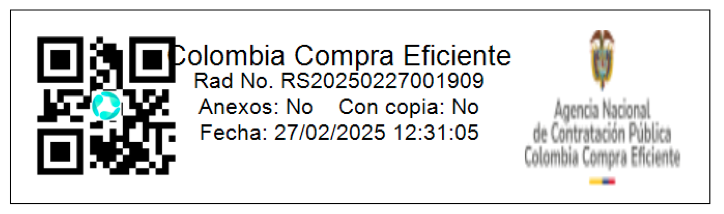 Colombia Compra Eficiente
Rad No. RS20250227001909
Anexos: No Con copia: No
Fecha: 27/02/2025 12:31:05
Agencia Nacional
de Contratación Pública
Colombia Compra Eficiente